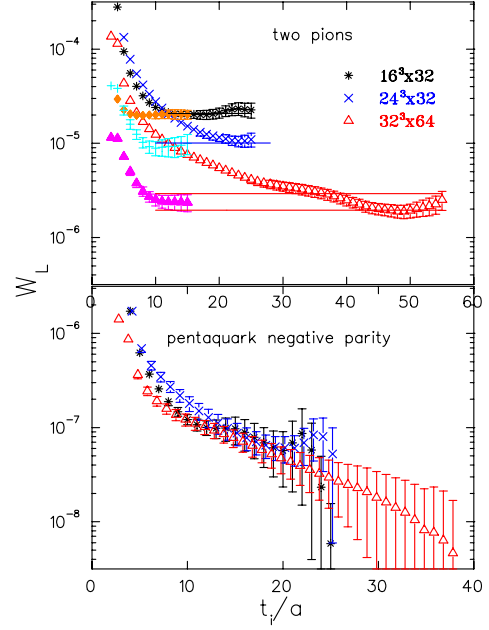 two pions
16³x32
24³x32
32³x64
10⁻⁴
10⁻⁵
10⁻⁶
0 10 20 30 40 50 60
W_L
pentaquark negative parity
10⁻⁶
10⁻⁷
10⁻⁸
0 10 20 30 40
t_i/a